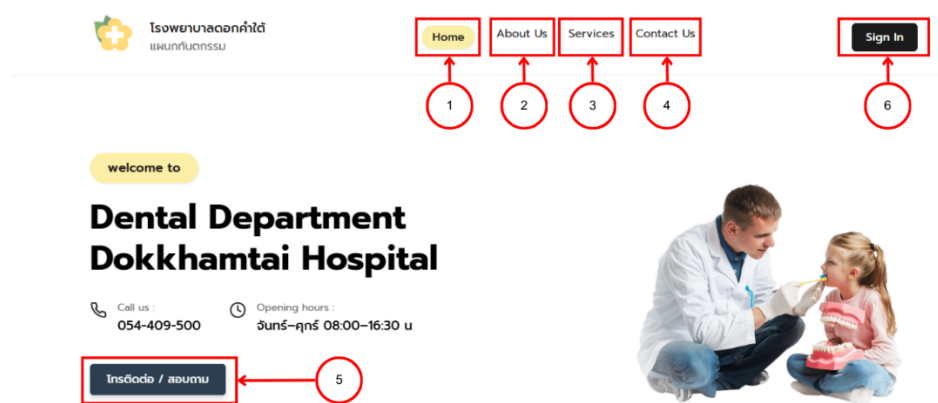 โรงพยาบาลดอกคำใต้
แผนกทันตกรรม
Home
About Us
Services
Contact Us
Sign In
1
2
3
4
6
welcome to
Dental Department
Dokkhamtai Hospital
Call us :
054-409-500
Opening hours :
จันทร์–ศุกร์ 08:00–16:30 น
โทรติดต่อ / สอบถาม
5